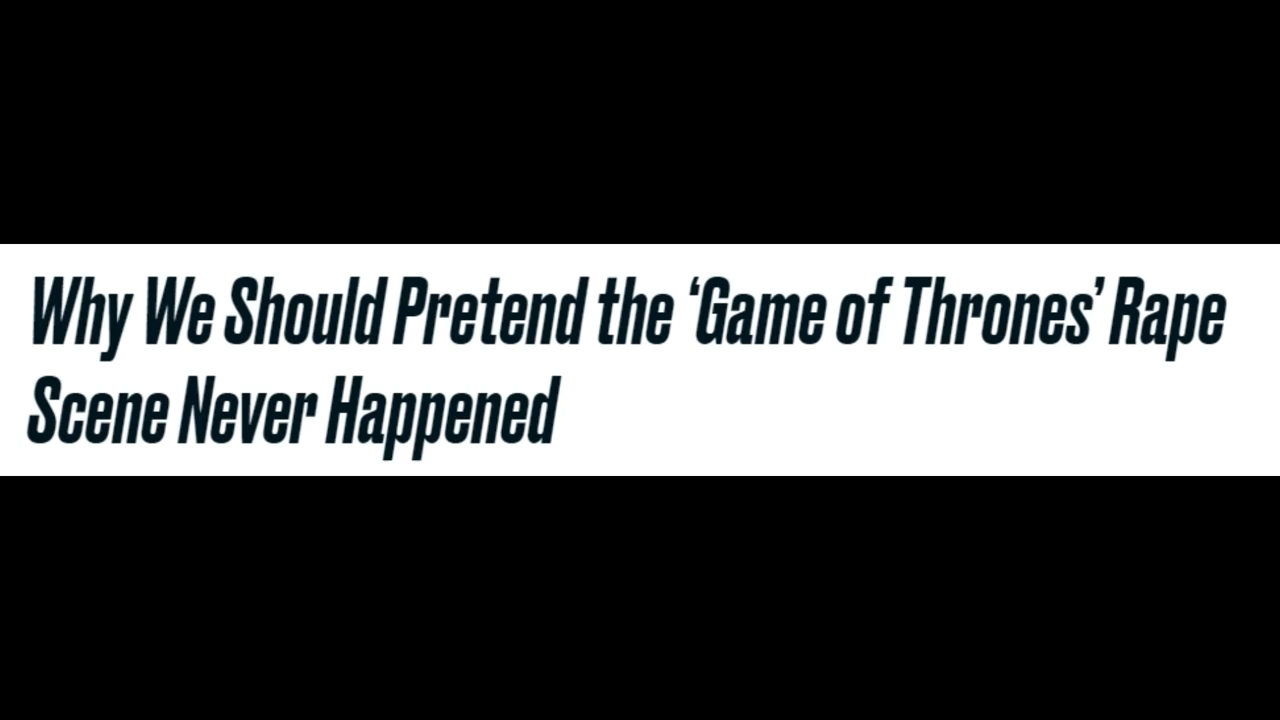 Why We Should Pretend the ‘Game of Thrones’ Rape
Scene Never Happened